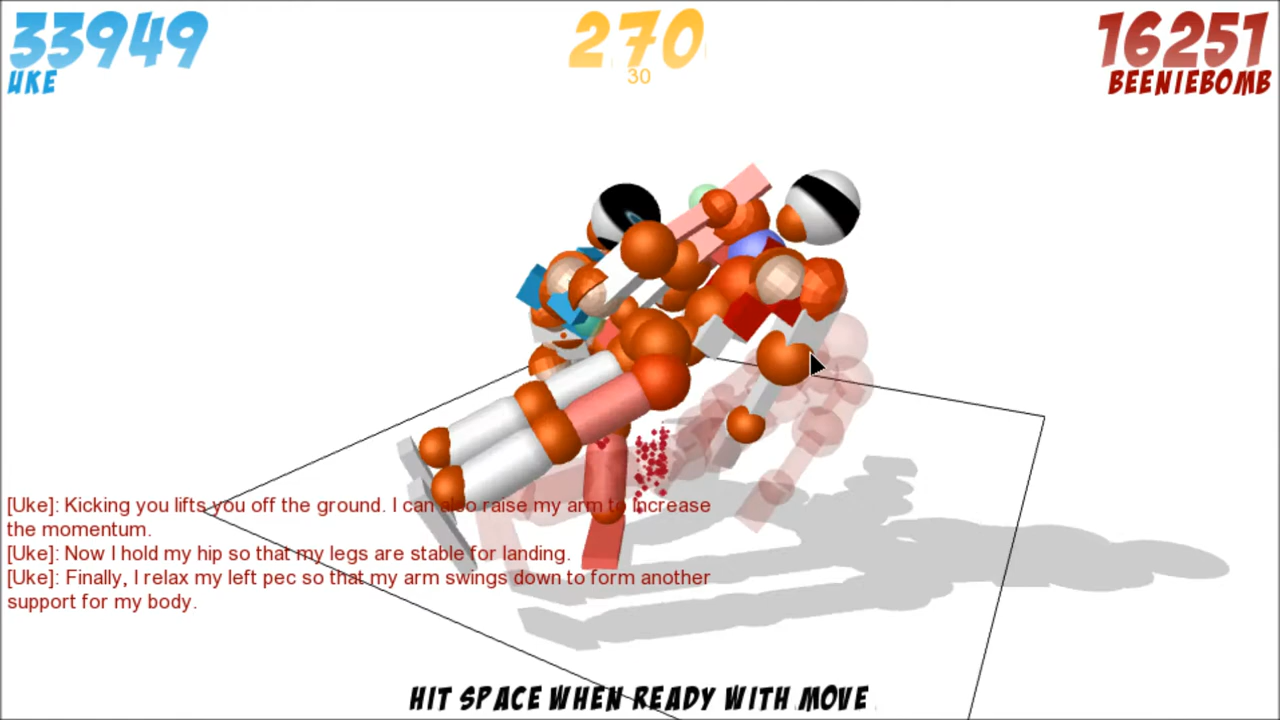 33949
UKE
270
30
16251
BEENIEBOMB
[Uke]: Kicking you lifts you off the ground. I can also raise my arm to increase
the momentum.
[Uke]: Now I hold my hip so that my legs are stable for landing.
[Uke]: Finally, I relax my left pec so that my arm swings down to form another
support for my body.
HIT SPACE WHEN READY WITH MOVE